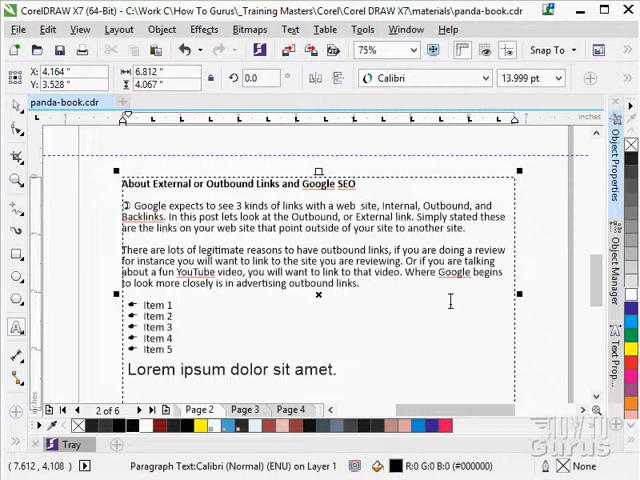 CorelDRAW X7 (64-Bit) - C:\Work C\How To Gurus\_Training Masters\Corel\Corel DRAW X7\materials\panda-book.cdr
File Edit View Layout Object Effects Bitmaps Text Table Tools Window Help
75% Snap To
X: 4.164 " 6.812 " 0.0 Calibri 13.999 pt
Y: 3.528 " 4.067 "
panda-book.cdr
inches
About External or Outbound Links and Google SEO
Google expects to see 3 kinds of links with a web site, Internal, Outbound, and
Backlinks. In this post lets look at the Outbound, or External link. Simply stated these
are the links on your web site that point outside of your site to another site.
There are lots of legitimate reasons to have outbound links, if you are doing a review
for instance you will want to link to the site you are reviewing. Or if you are talking
about a fun YouTube video, you will want to link to that video. Where Google begins
to look more closely is in advertising outbound links.
Item 1
Item 2
Item 3
Item 4
Item 5
Lorem ipsum dolor sit amet.
Object Properties
Object Manager
Text Prop...
2 of 6 Page 2 Page 3 Page 4
HOW TO
Gurus
Tray
(7.612, 4.108) Paragraph Text:Calibri (Normal) (ENU) on Layer 1 R:0 G:0 B:0 (#000000) None